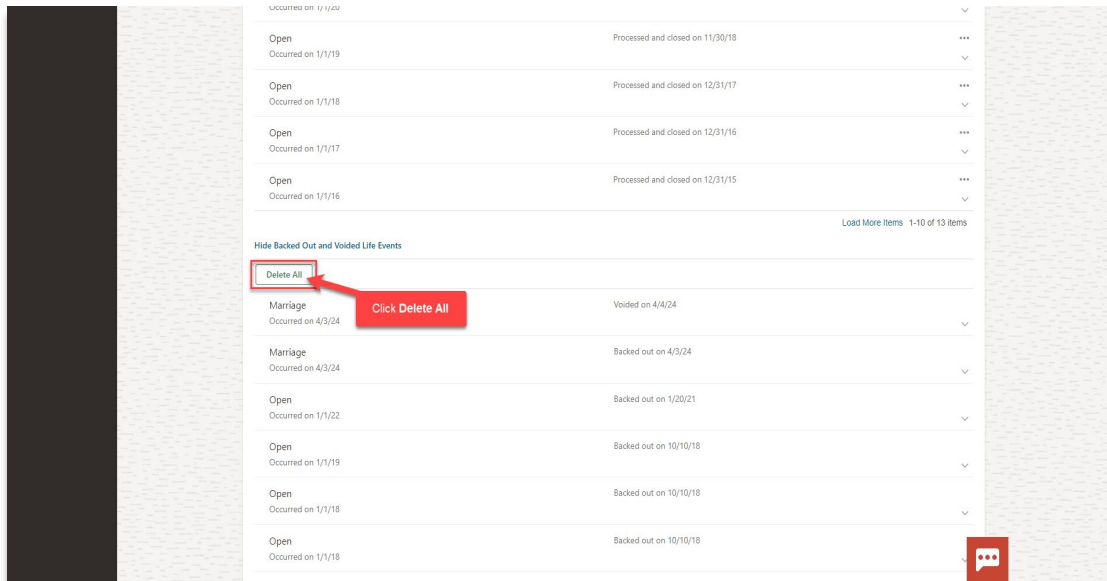 Occurred on 1/1/20
Open
Processed and closed on 11/30/18
Occurred on 1/1/19
Open
Processed and closed on 12/31/17
Occurred on 1/1/18
Open
Processed and closed on 12/31/16
Occurred on 1/1/17
Open
Processed and closed on 12/31/15
Occurred on 1/1/16
Load More Items 1-10 of 13 items
Hide Backed Out and Voided Life Events
Delete All
Click Delete All
Marriage
Voided on 4/4/24
Occurred on 4/3/24
Marriage
Backed out on 4/3/24
Occurred on 4/3/24
Open
Backed out on 1/20/21
Occurred on 1/1/22
Open
Backed out on 10/10/18
Occurred on 1/1/19
Open
Backed out on 10/10/18
Occurred on 1/1/18
Open
Backed out on 10/10/18
Occurred on 1/1/18